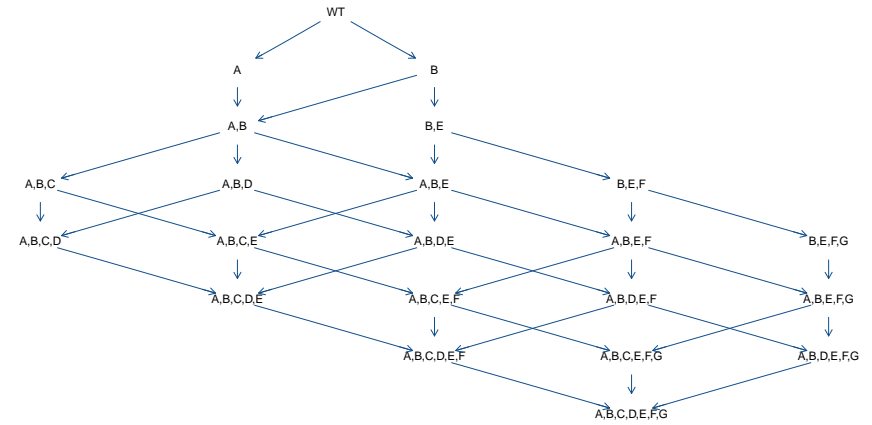 WT
A
B
A,B
B,E
A,B,C
A,B,D
A,B,E
B,E,F
A,B,C,D
A,B,C,E
A,B,D,E
A,B,E,F
B,E,F,G
A,B,C,D,E
A,B,C,E,F
A,B,D,E,F
A,B,E,F,G
A,B,C,D,E,F
A,B,C,E,F,G
A,B,D,E,F,G
A,B,C,D,E,F,G